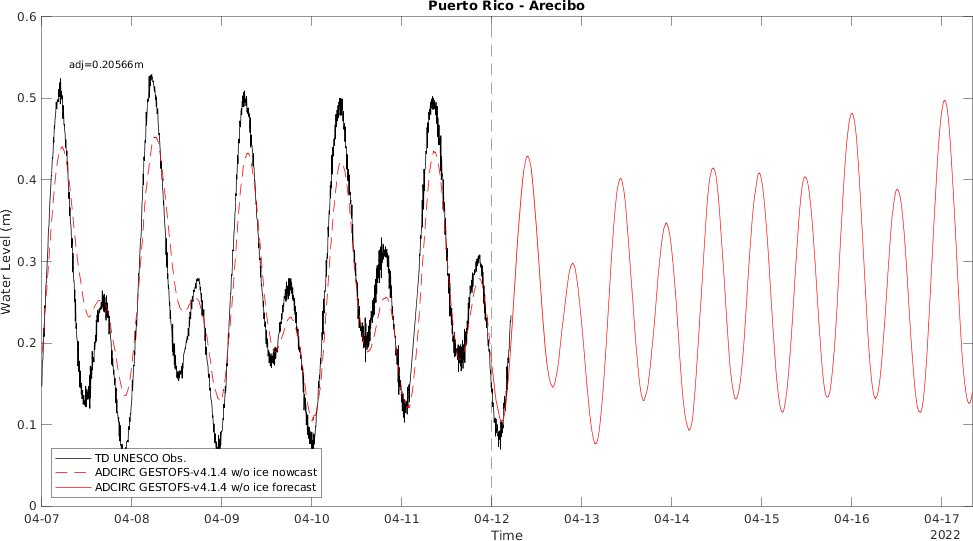 Puerto Rico - Arecibo
0.6
adj=0.20566m
0.5
0.4
0.3
Water Level (m)
0.2
0.1
TD UNESCO Obs.
ADCIRC GESTOFS-v4.1.4 w/o ice nowcast
ADCIRC GESTOFS-v4.1.4 w/o ice forecast
0
04-07 04-08 04-09 04-10 04-11 04-12 04-13 04-14 04-15 04-16 04-17
Time 2022